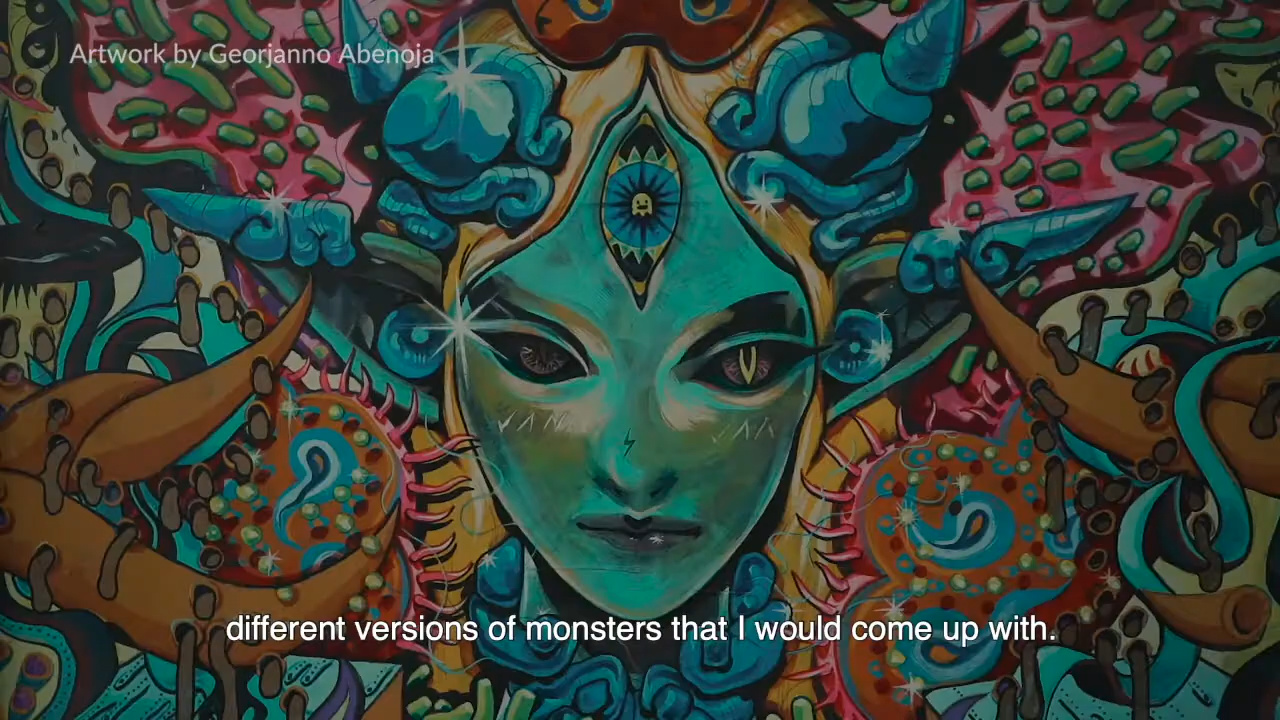 Artwork by Georjanno Abenoja
different versions of monsters that I would come up with.